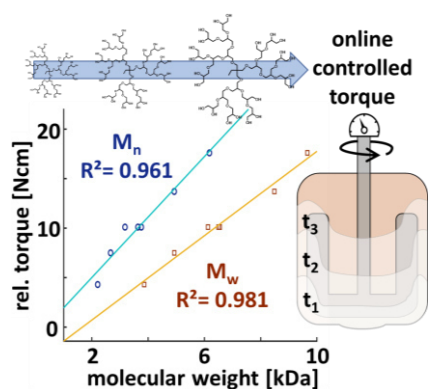 online
controlled
torque
20
10
0
rel. torque [Ncm]
Mn
R²= 0.961
Mw
R²= 0.981
t3
t2
t1
2
4
6
8
10
molecular weight [kDa]